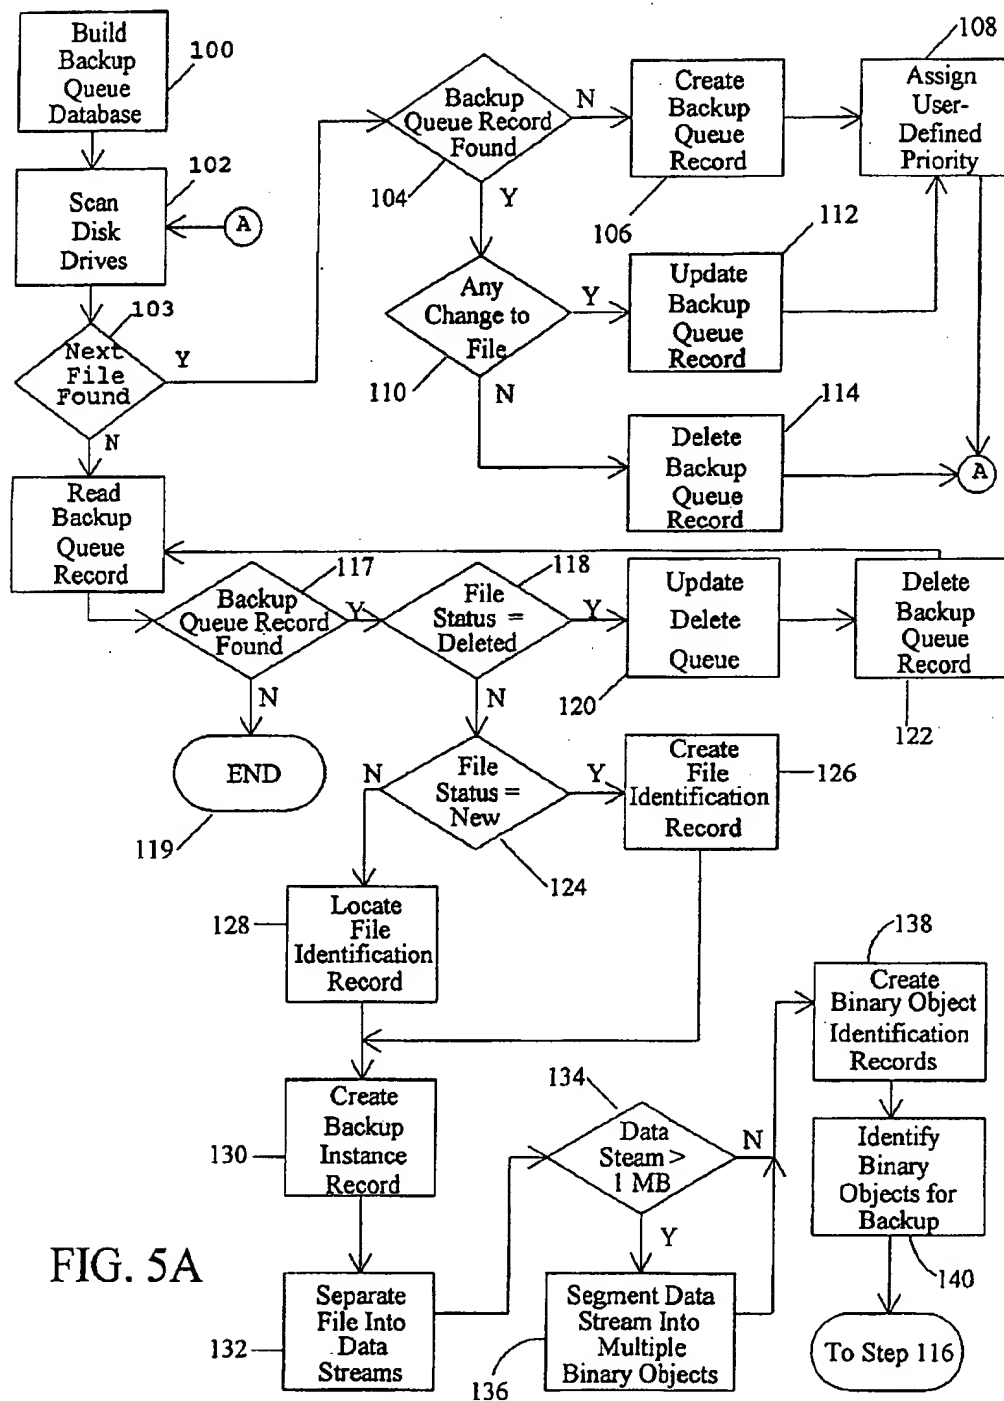 Build
Backup
Queue
Database
100
102
Scan
Disk
Drives
A
103
Next
File
Found
Y
N
Backup
Queue Record
Found
104
N
Y
Create
Backup
Queue
Record
106
108
Assign
User-
Defined
Priority
Any
Change to
File
110
Y
N
112
Update
Backup
Queue
Record
114
Delete
Backup
Queue
Record
A
Read
Backup
Queue
Record
117
Backup
Queue Record
Found
Y
N
END
119
118
File
Status =
Deleted
Y
N
Update
Delete
Queue
120
Delete
Backup
Queue
Record
122
File
Status =
New
N
Y
124
Create
File
Identification
Record
126
128
Locate
File
Identification
Record
130
Create
Backup
Instance
Record
132
Separate
File Into
Data
Streams
134
Data
Steam >
1 MB
N
Y
136
Segment Data
Stream Into
Multiple
Binary Objects
138
Create
Binary Object
Identification
Records
Identify
Binary
Objects for
Backup
140
To Step 116
FIG. 5A